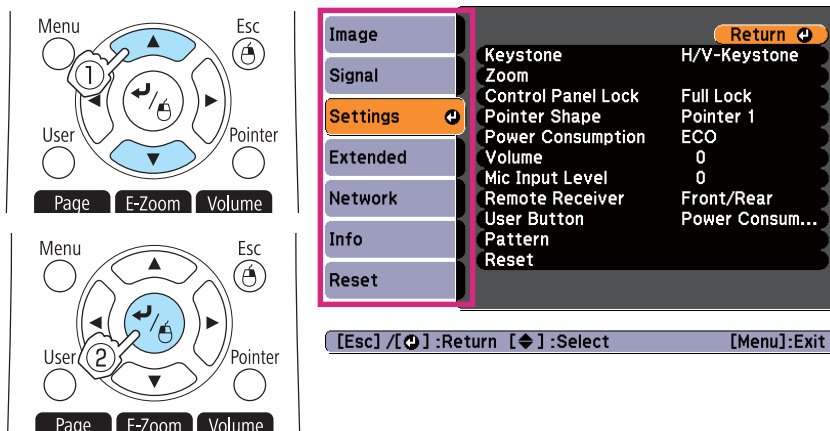 Menu
Esc
1
User
Pointer
Page
E-Zoom
Volume
Menu
Esc
2
User
Pointer
Page
E-Zoom
Volume
Image
Signal
Settings
Extended
Network
Info
Reset
Return
Keystone H/V-Keystone
Zoom
Control Panel Lock Full Lock
Pointer Shape Pointer 1
Power Consumption ECO
Volume 0
Mic Input Level 0
Remote Receiver Front/Rear
User Button Power Consum...
Pattern
Reset
[Esc] /[⏎] :Return [◆] :Select [Menu]:Exit